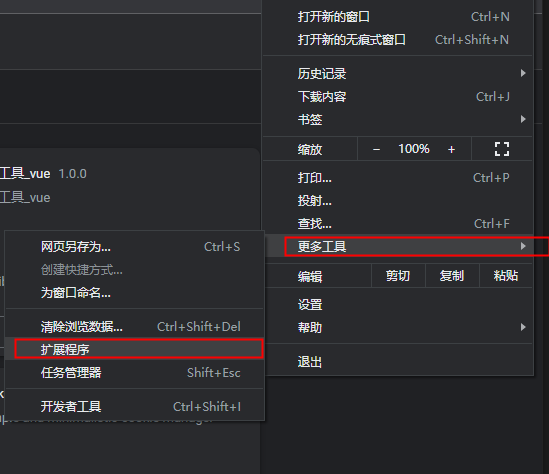 打开新的窗口 Ctrl+N
打开新的无痕式窗口 Ctrl+Shift+N
历史记录
下载内容 Ctrl+J
书签
缩放 − 100% +
打印... Ctrl+P
投射...
查找... Ctrl+F
更多工具
编辑 剪切 复制 粘贴
设置
帮助
退出
工具_vue 1.0.0
工具_vue
网页另存为... Ctrl+S
创建快捷方式...
为窗口命名...
清除浏览数据... Ctrl+Shift+Del
扩展程序
任务管理器 Shift+Esc
开发者工具 Ctrl+Shift+I